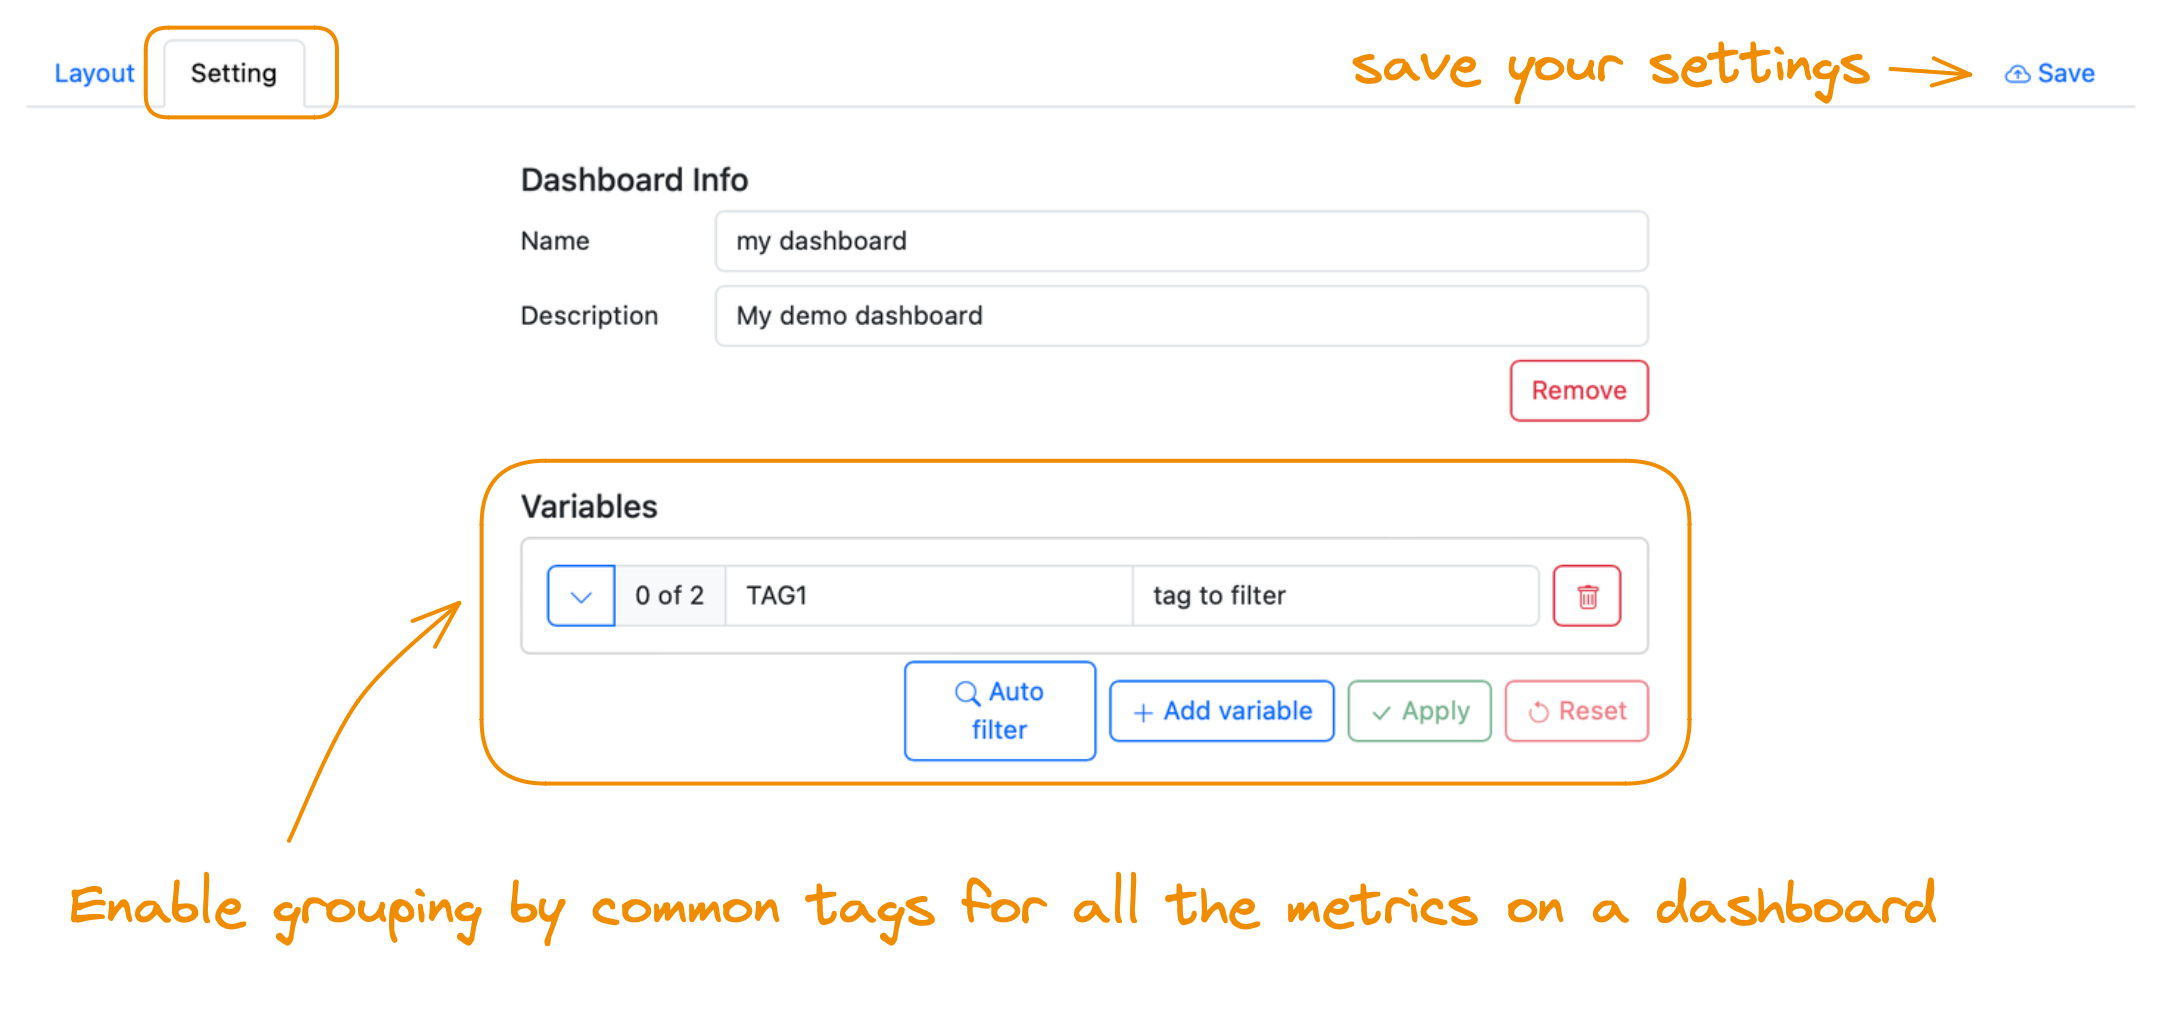 Layout
Setting
save your settings
Save
Dashboard Info
Name
my dashboard
Description
My demo dashboard
Remove
Variables
0 of 2
TAG1
tag to filter
Auto
filter
Add variable
Apply
Reset
Enable grouping by common tags for all the metrics on a dashboard